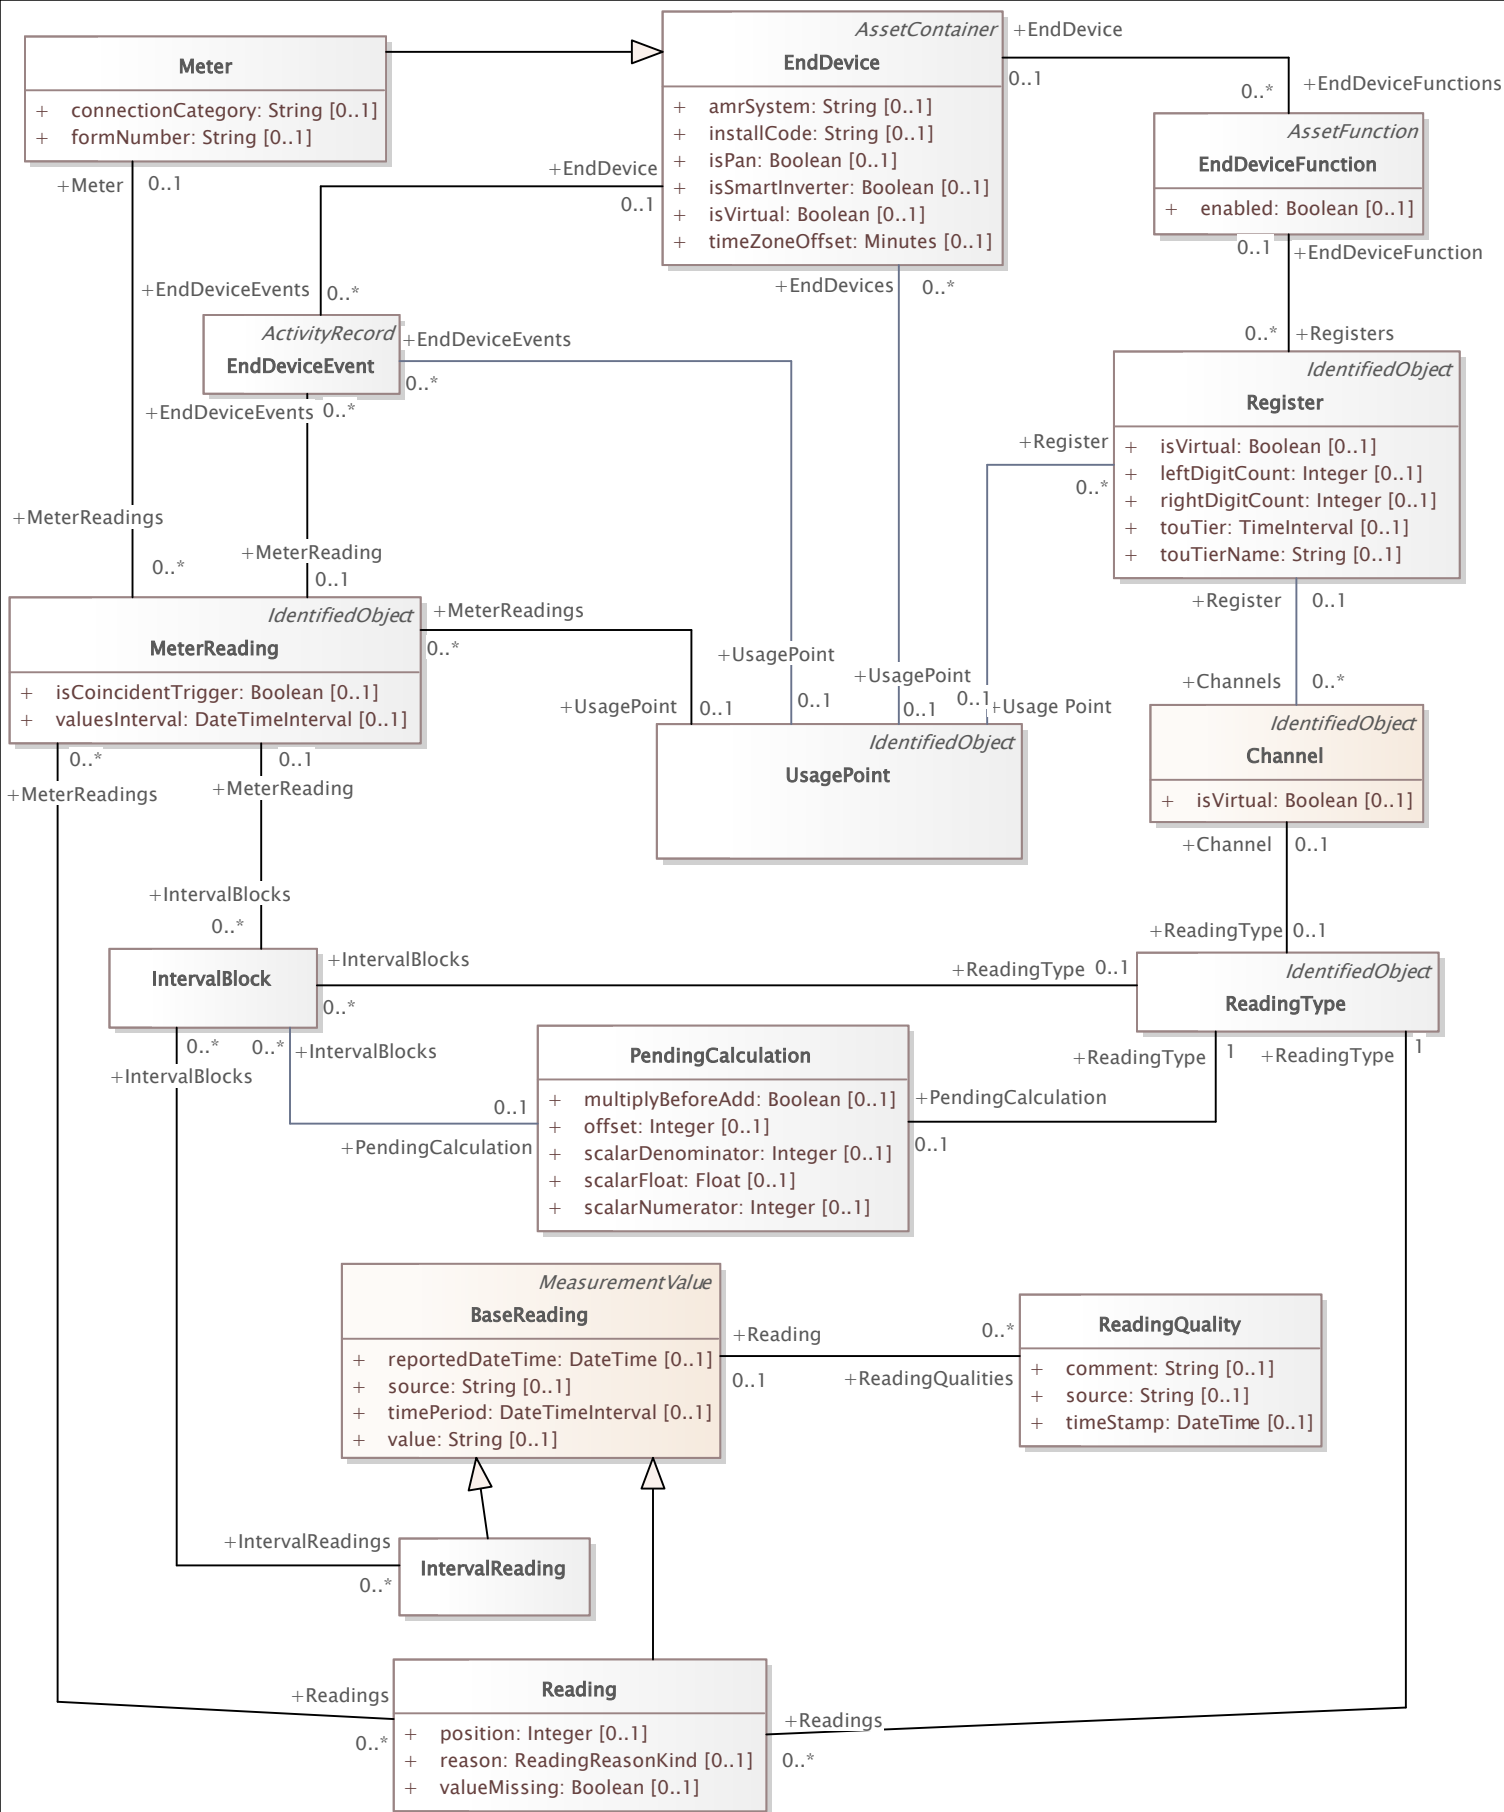 AssetContainer
EndDevice
+ amrSystem: String [0..1]
+ installCode: String [0..1]
+ isPan: Boolean [0..1]
+ isSmartInverter: Boolean [0..1]
+ isVirtual: Boolean [0..1]
+ timeZoneOffset: Minutes [0..1]
Meter
+ connectionCategory: String [0..1]
+ formNumber: String [0..1]
+EndDevice
0..1
0..*
+EndDeviceFunctions
AssetFunction
EndDeviceFunction
+ enabled: Boolean [0..1]
+Meter
0..1
+EndDevice
0..1
0..1
+EndDeviceFunction
+EndDeviceEvents
0..*
+EndDevices
0..*
0..*
+Registers
ActivityRecord
EndDeviceEvent
+EndDeviceEvents
0..*
+EndDeviceEvents
0..*
IdentifiedObject
Register
+ isVirtual: Boolean [0..1]
+ leftDigitCount: Integer [0..1]
+ rightDigitCount: Integer [0..1]
+ touTier: TimeInterval [0..1]
+ touTierName: String [0..1]
+Register
0..*
+MeterReadings
0..*
+MeterReading
0..1
IdentifiedObject
MeterReading
+ isCoincidentTrigger: Boolean [0..1]
+ valuesInterval: DateTimeInterval [0..1]
+MeterReadings
0..*
+Register
0..1
+UsagePoint
0..1
+UsagePoint
0..1
+UsagePoint
0..1
0..1
+Usage Point
+Channels
0..*
IdentifiedObject
UsagePoint
IdentifiedObject
Channel
+ isVirtual: Boolean [0..1]
0..*
+MeterReadings
0..1
+MeterReading
+Channel
0..1
+IntervalBlocks
0..*
+ReadingType
0..1
IntervalBlock
+IntervalBlocks
0..*
+ReadingType
0..1
IdentifiedObject
ReadingType
0..*
+IntervalBlocks
0..*
+IntervalBlocks
+ReadingType
1
+ReadingType
1
PendingCalculation
+ multiplyBeforeAdd: Boolean [0..1]
+ offset: Integer [0..1]
+ scalarDenominator: Integer [0..1]
+ scalarFloat: Float [0..1]
+ scalarNumerator: Integer [0..1]
0..1
+PendingCalculation
+PendingCalculation
0..1
MeasurementValue
BaseReading
+ reportedDateTime: DateTime [0..1]
+ source: String [0..1]
+ timePeriod: DateTimeInterval [0..1]
+ value: String [0..1]
+Reading
0..1
0..*
+ReadingQualities
ReadingQuality
+ comment: String [0..1]
+ source: String [0..1]
+ timeStamp: DateTime [0..1]
+IntervalReadings
0..*
IntervalReading
+Readings
0..*
Reading
+ position: Integer [0..1]
+ reason: ReadingReasonKind [0..1]
+ valueMissing: Boolean [0..1]
+Readings
0..*